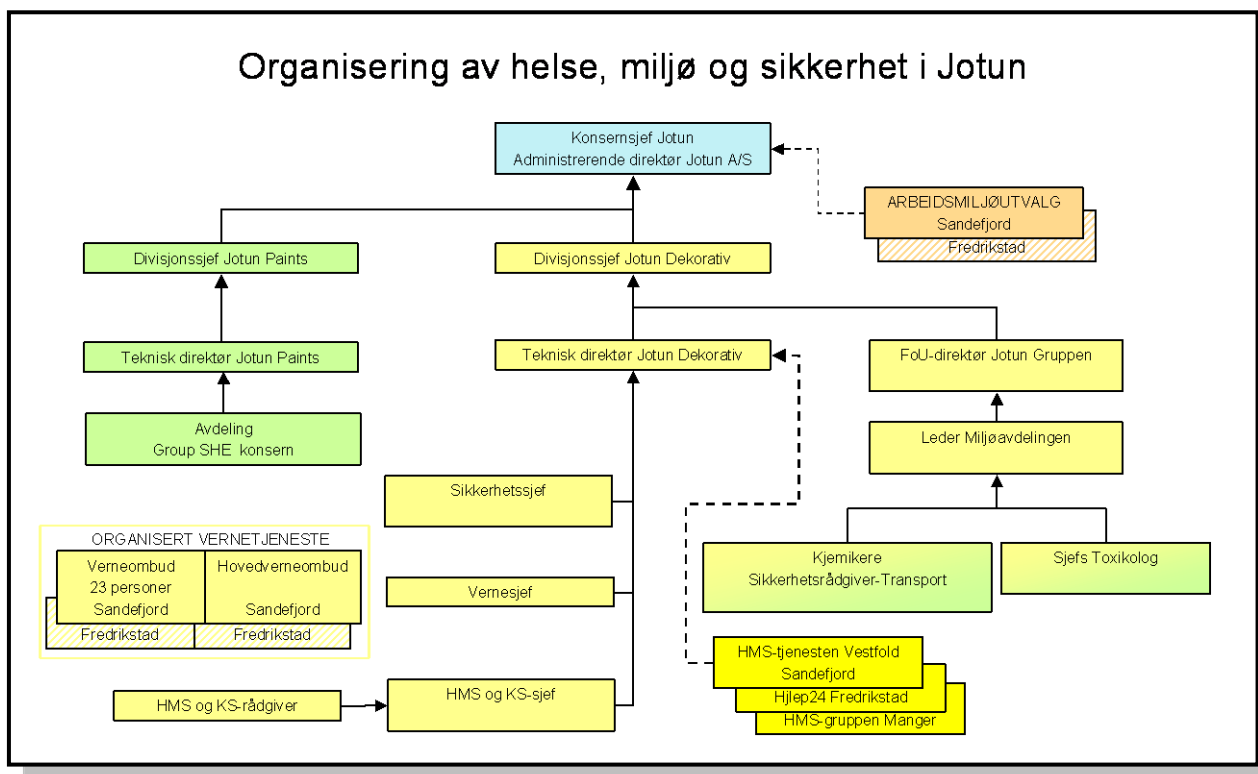 Organisering av helse, miljø og sikkerhet i Jotun
Konsernsjef Jotun
Administrerende direktør Jotun A/S
ARBEIDSMILJØUTVALG
Sandefjord
Fredrikstad
Divisjonssjef Jotun Paints
Divisjonssjef Jotun Dekorativ
Teknisk direktør Jotun Paints
Teknisk direktør Jotun Dekorativ
FoU-direktør Jotun Gruppen
Avdeling
Group SHE konsern
Leder Miljøavdelingen
Sikkerhetssjef
ORGANISERT VERNETJENESTE
Verneombud
23 personer
Sandefjord
Hovedverneombud
Sandefjord
Fredrikstad
Fredrikstad
Kjemikere
Sikkerhetsrådgiver-Transport
Sjefs Toxikolog
Vernesjef
HMS-tjenesten Vestfold
Sandefjord
Hjlep24 Fredrikstad
HMS-gruppen Manger
HMS og KS-rådgiver
HMS og KS-sjef